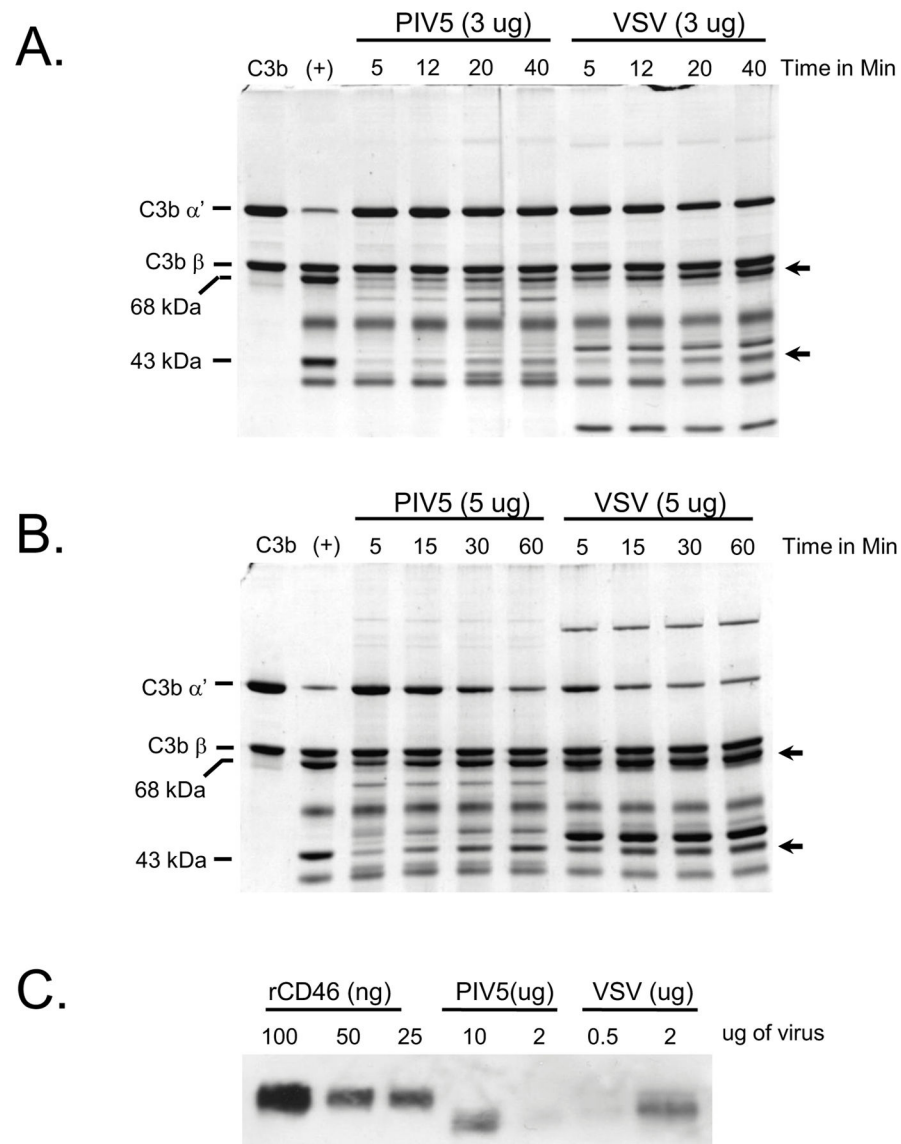 A.
PIV5 (3 ug) VSV (3 ug)
C3b (+) 5 12 20 40 5 12 20 40 Time in Min
C3b α'
C3b β
68 kDa
43 kDa
B.
PIV5 (5 ug) VSV (5 ug)
C3b (+) 5 15 30 60 5 15 30 60 Time in Min
C3b α'
C3b β
68 kDa
43 kDa
C.
rCD46 (ng) PIV5(ug) VSV (ug)
100 50 25 10 2 0.5 2 ug of virus